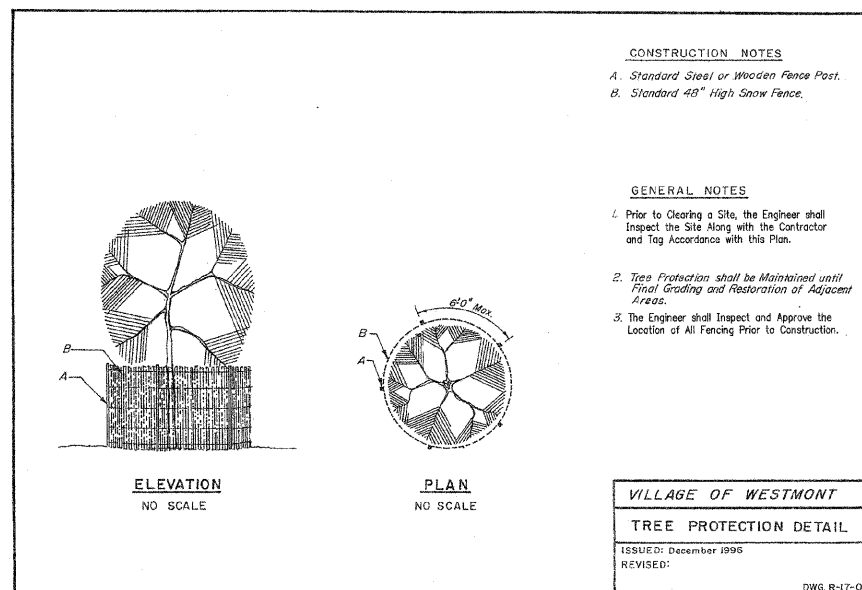 CONSTRUCTION NOTES
A. Standard Steel or Wooden Fence Post.
B. Standard 48" High Snow Fence.
GENERAL NOTES
1. Prior to Clearing a Site, the Engineer shall
Inspect the Site Along with the Contractor
and Tag Accordance with this Plan.
2. Tree Protection shall be Maintained until
Final Grading and Restoration of Adjacent
Areas.
3. The Engineer shall Inspect and Approve the
Location of All Fencing Prior to Construction.
6'-0" Max.
B
A
B
A
ELEVATION
NO SCALE
PLAN
NO SCALE
VILLAGE OF WESTMONT
TREE PROTECTION DETAIL
ISSUED: December 1996
REVISED:
DWG. R-17-0